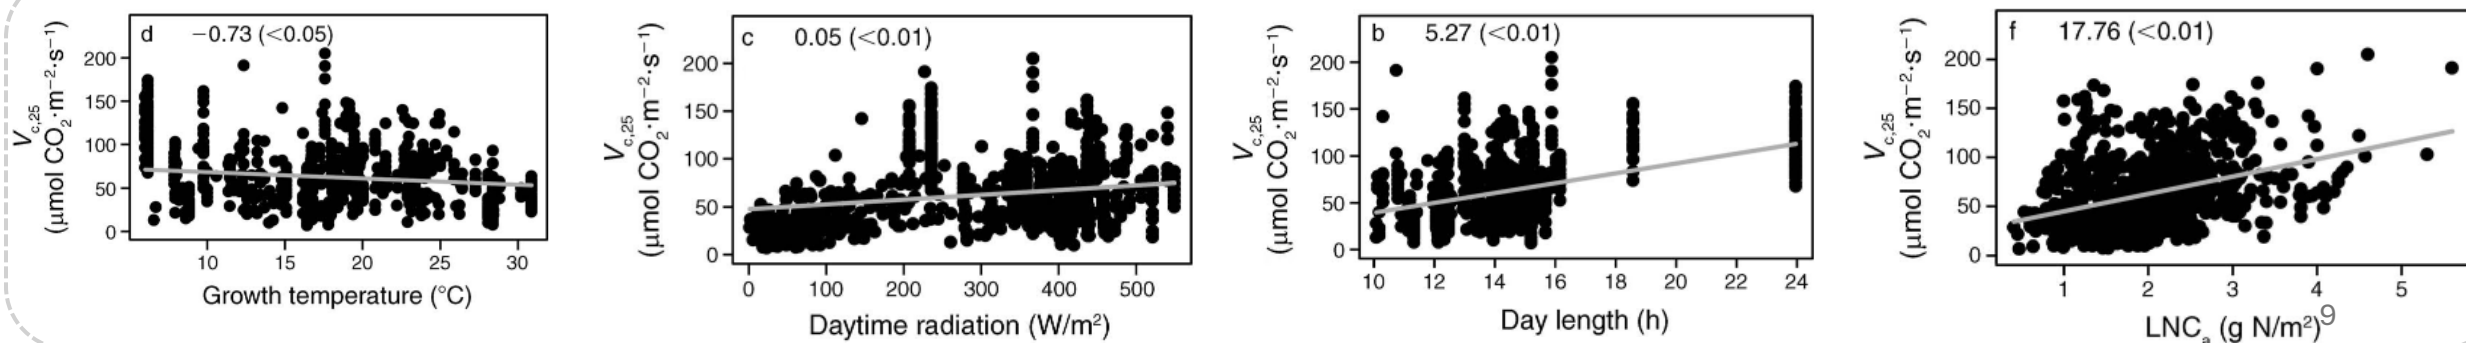 d −0.73 (<0.05)
V c,25
(μmol CO₂·m⁻²·s⁻¹)
200
150
100
50
0
10 15 20 25 30
Growth temperature (°C)
c 0.05 (<0.01)
V c,25
(μmol CO₂·m⁻²·s⁻¹)
200
150
100
50
0
0 100 200 300 400 500
Daytime radiation (W/m²)
b 5.27 (<0.01)
V c,25
(μmol CO₂·m⁻²·s⁻¹)
200
150
100
50
0
10 12 14 16 18 20 22 24
Day length (h)
f 17.76 (<0.01)
V c,25
(μmol CO₂·m⁻²·s⁻¹)
200
150
100
50
0
1 2 3 4 5
LNCₐ (g N/m²)
9